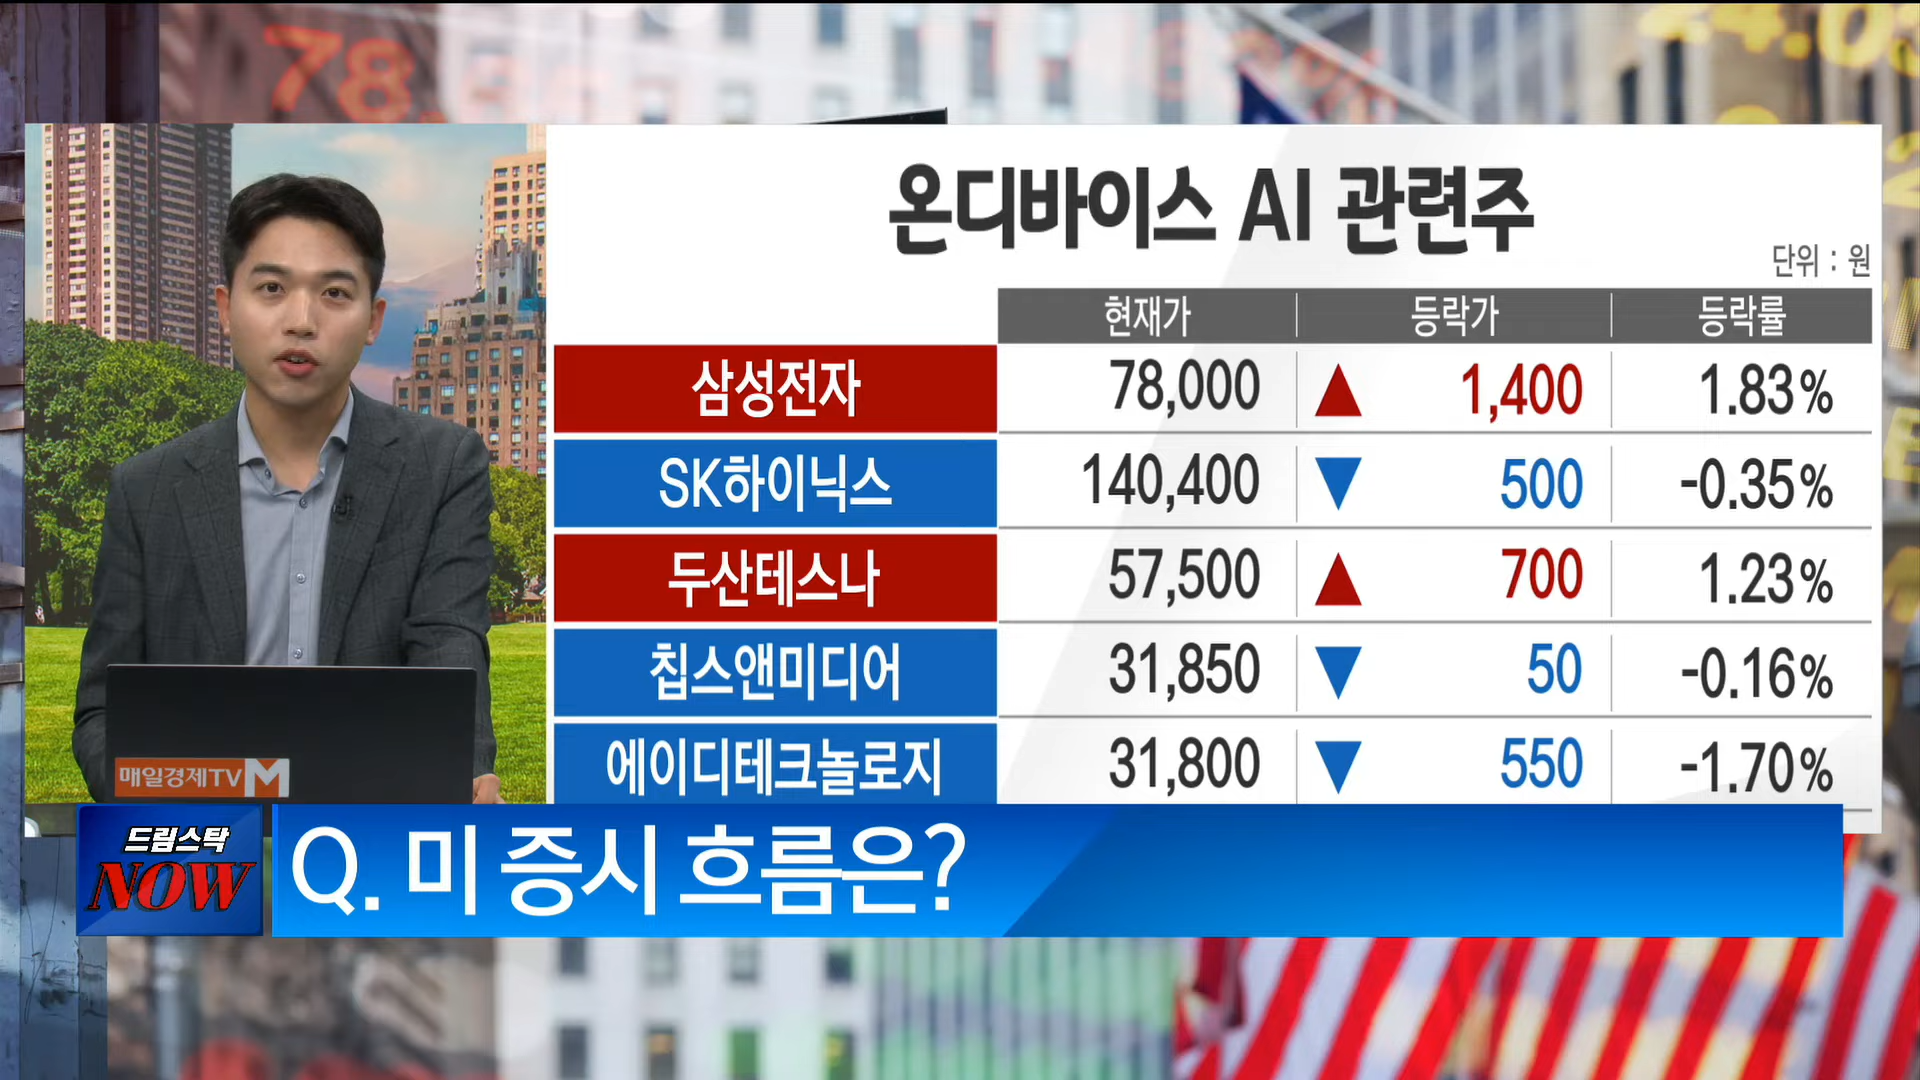 온디바이스 AI 관련주
단위 : 원
현재가 등락가 등락률
삼성전자 78,000 ▲ 1,400 1.83%
SK하이닉스 140,400 ▼ 500 -0.35%
두산테스나 57,500 ▲ 700 1.23%
칩스앤미디어 31,850 ▼ 50 -0.16%
에이디테크놀로지 31,800 ▼ 550 -1.70%
매일경제TV M
드림스탁
NOW
Q. 미 증시 흐름은?